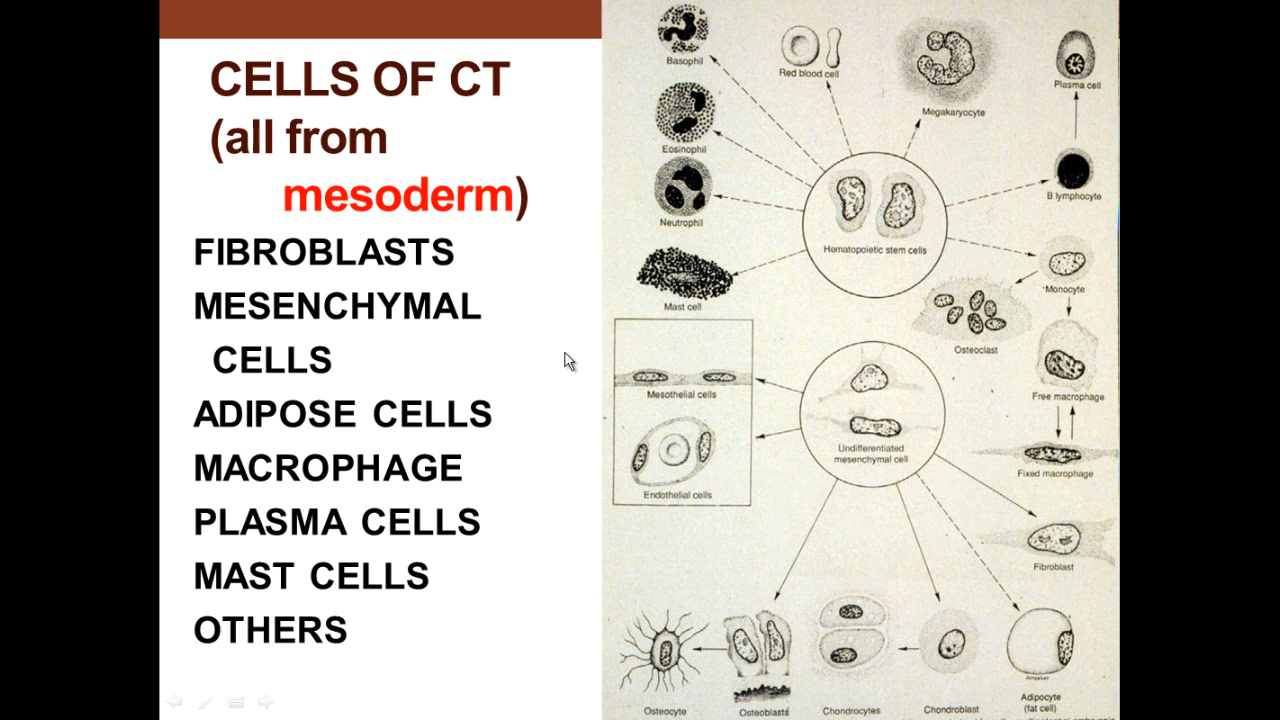 CELLS OF CT
(all from
mesoderm)
FIBROBLASTS
MESENCHYMAL
CELLS
ADIPOSE CELLS
MACROPHAGE
PLASMA CELLS
MAST CELLS
OTHERS
Basophil
Red blood cell
Megakaryocyte
Plasma cell
Eosinophil
B lymphocyte
Neutrophil
Hematopoietic stem cells
Monocyte
Mast cell
Osteoclast
Mesothelial cells
Free macrophage
Undifferentiated
mesenchymal cell
Fixed macrophage
Endothelial cells
Fibroblast
Osteocyte
Osteoblasts
Chondrocytes
Chondroblast
Adipocyte
(fat cell)